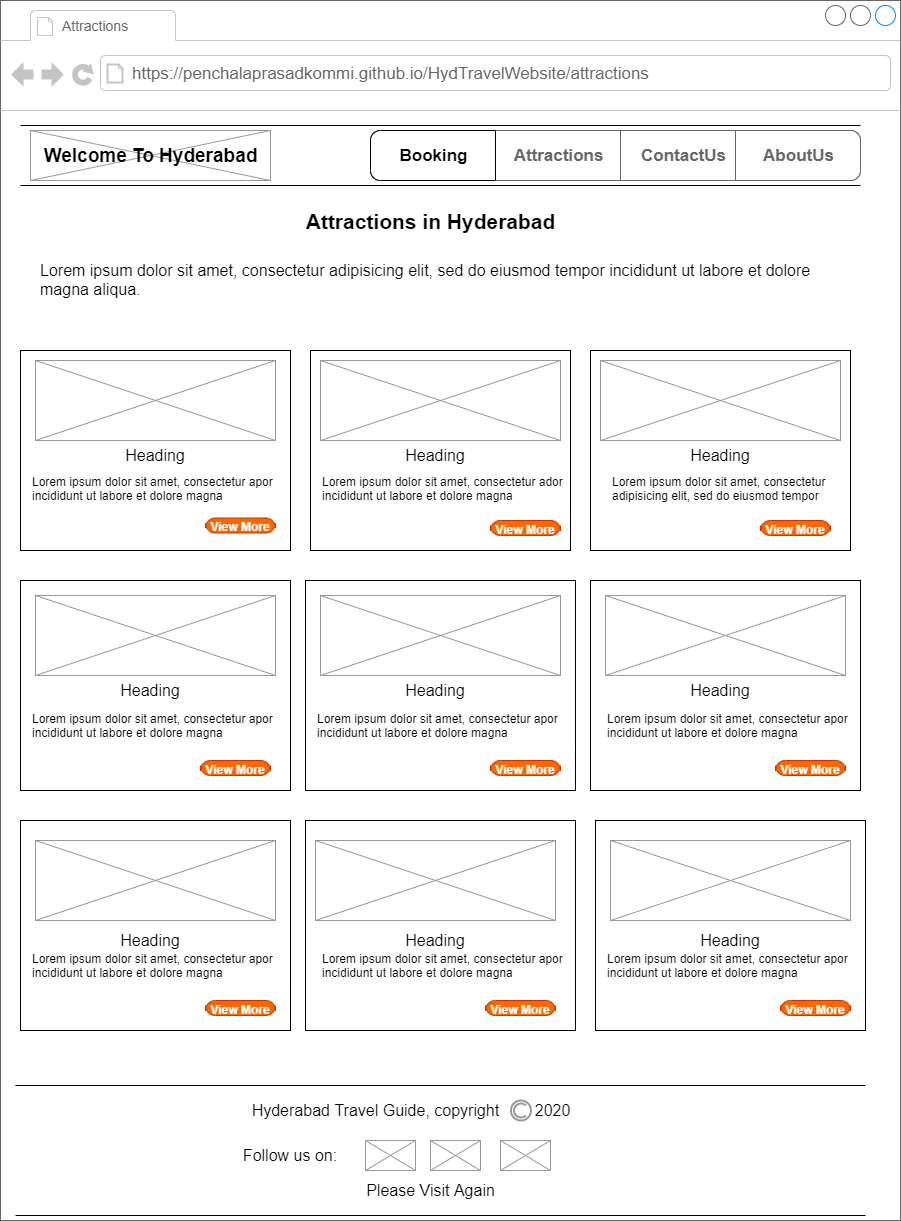 Attractions
https://penchalaprasadkommi.github.io/HydTravelWebsite/attractions
Welcome To Hyderabad
Booking
Attractions
ContactUs
AboutUs
Attractions in Hyderabad
Lorem ipsum dolor sit amet, consectetur adipisicing elit, sed do eiusmod tempor incididunt ut labore et dolore
magna aliqua.
Heading
Lorem ipsum dolor sit amet, consectetur apor
incididunt ut labore et dolore magna
View More
Heading
Lorem ipsum dolor sit amet, consectetur ador
incididunt ut labore et dolore magna
View More
Heading
Lorem ipsum dolor sit amet, consectetur
adipisicing elit, sed do eiusmod tempor
View More
Heading
Lorem ipsum dolor sit amet, consectetur apor
incididunt ut labore et dolore magna
View More
Heading
Lorem ipsum dolor sit amet, consectetur apor
incididunt ut labore et dolore magna
View More
Heading
Lorem ipsum dolor sit amet, consectetur apor
incididunt ut labore et dolore magna
View More
Heading
Lorem ipsum dolor sit amet, consectetur apor
incididunt ut labore et dolore magna
View More
Heading
Lorem ipsum dolor sit amet, consectetur apor
incididunt ut labore et dolore magna
View More
Heading
Lorem ipsum dolor sit amet, consectetur apor
incididunt ut labore et dolore magna
View More
Hyderabad Travel Guide, copyright © 2020
Follow us on:
Please Visit Again